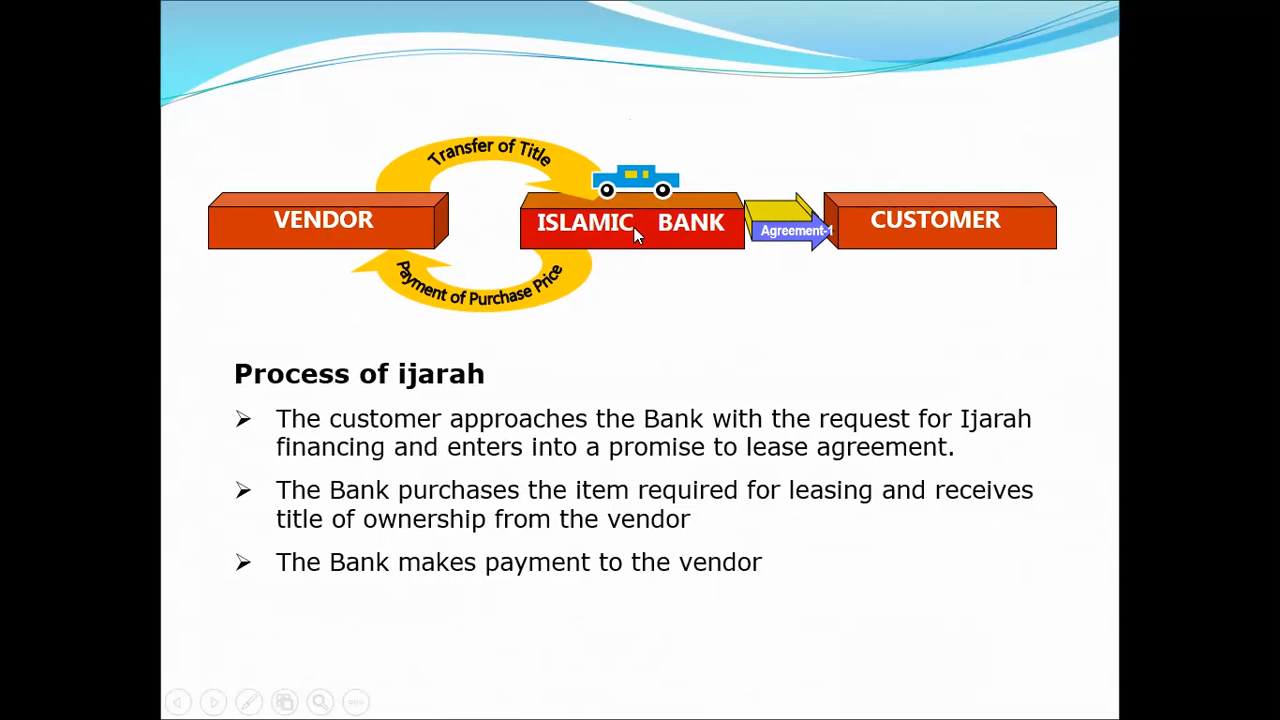 Transfer of Title
VENDOR
ISLAMIC BANK
Agreement-1
CUSTOMER
Payment of Purchase Price
Process of ijarah
The customer approaches the Bank with the request for Ijarah
financing and enters into a promise to lease agreement.
The Bank purchases the item required for leasing and receives
title of ownership from the vendor
The Bank makes payment to the vendor